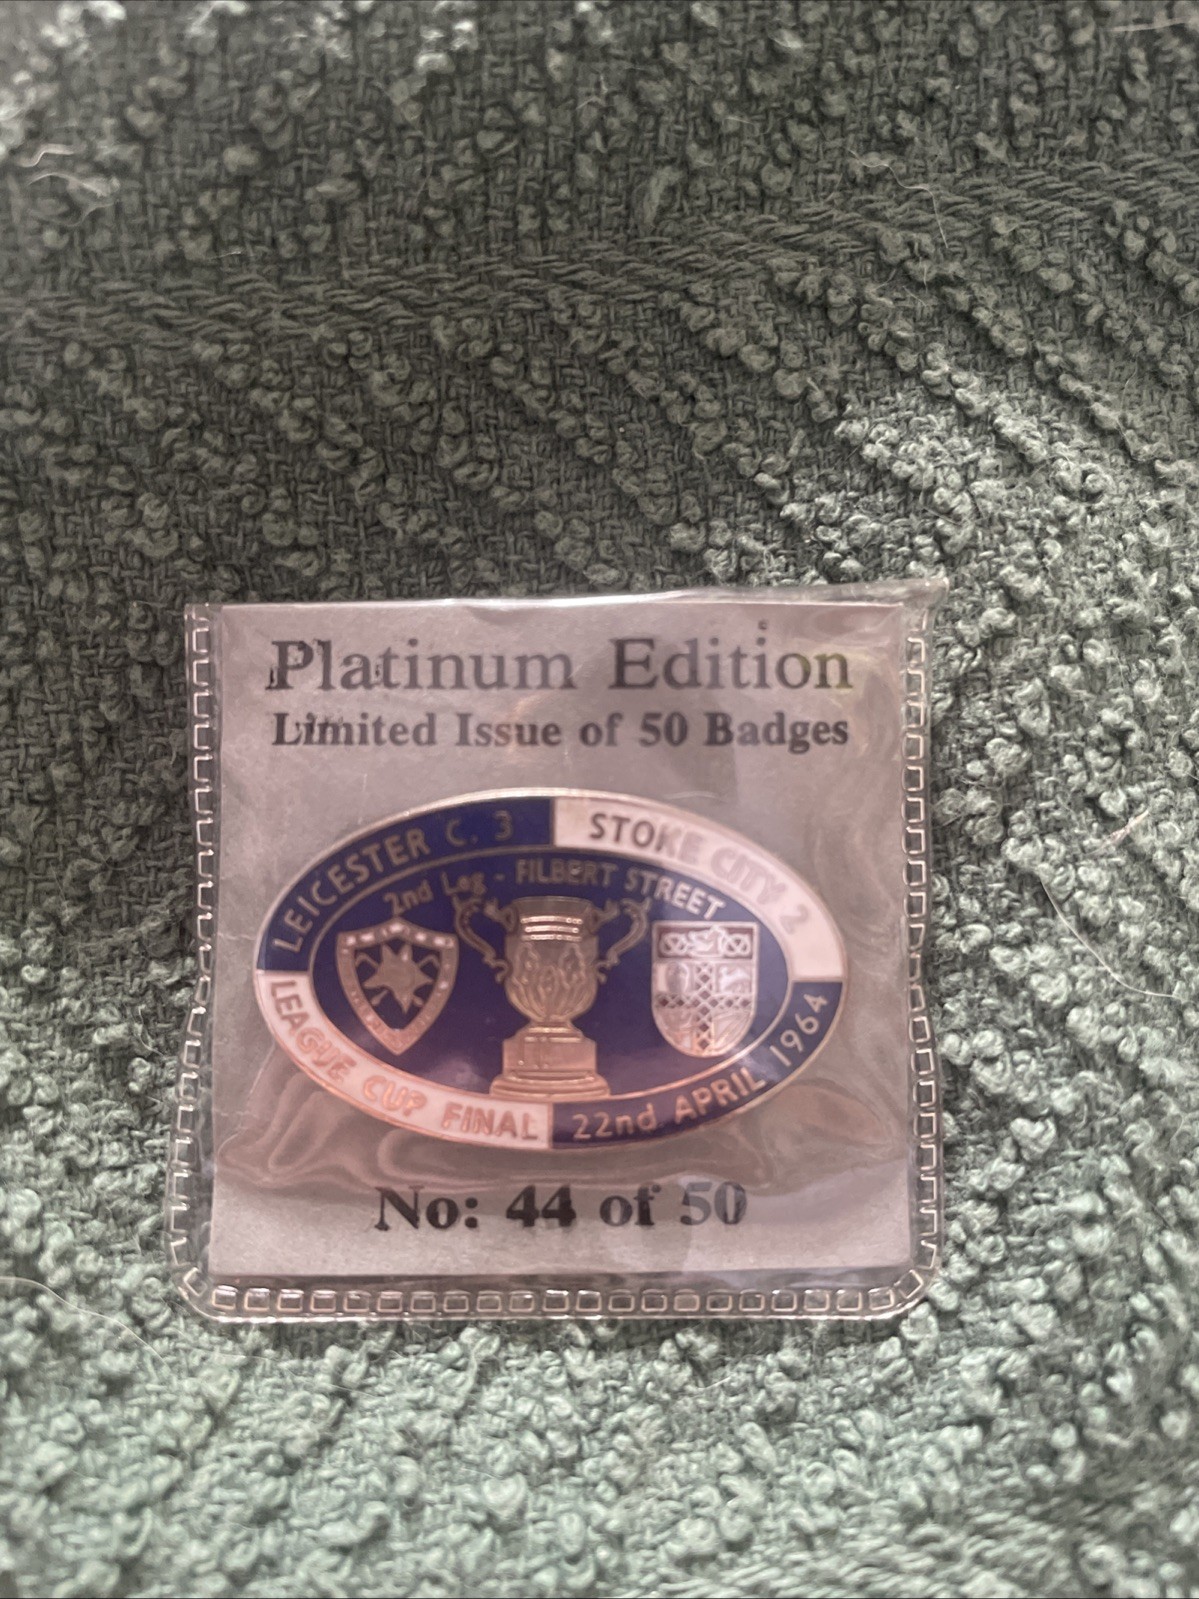 Platinum Edition
Limited Issue of 50 Badges
LEICESTER C. 3
STOKE CITY 2
2nd Leg - FILBERT STREET
LEAGUE CUP FINAL
22nd APRIL 1964
No: 44 of 50